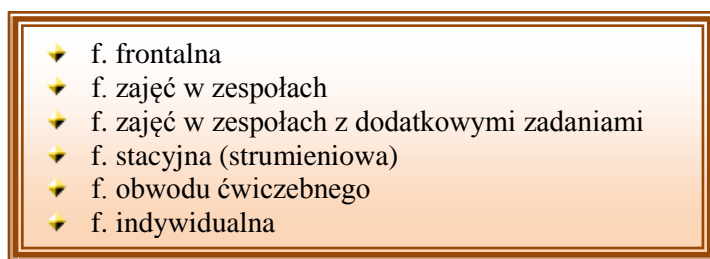 f. frontalna
f. zajęć w zespołach
f. zajęć w zespołach z dodatkowymi zadaniami
f. stacyjna (strumieniowa)
f. obwodu ćwiczebnego
f. indywidualna